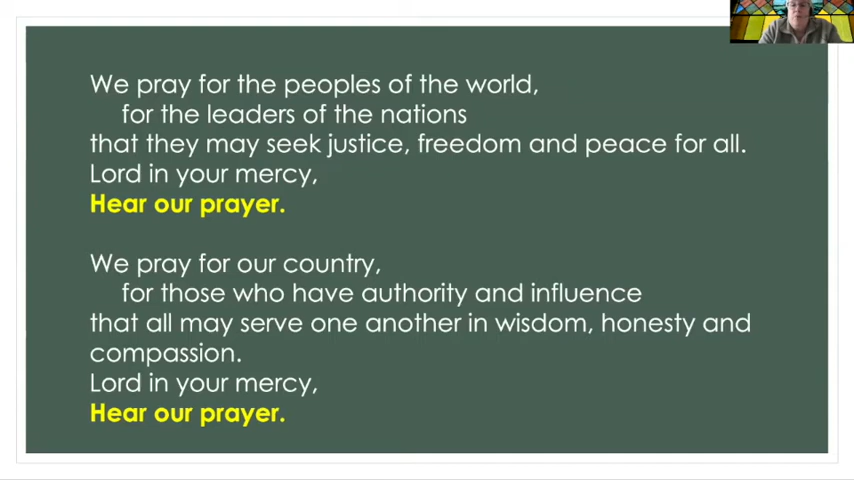 We pray for the peoples of the world,
for the leaders of the nations
that they may seek justice, freedom and peace for all.
Lord in your mercy,
Hear our prayer.
We pray for our country,
for those who have authority and influence
that all may serve one another in wisdom, honesty and
compassion.
Lord in your mercy,
Hear our prayer.